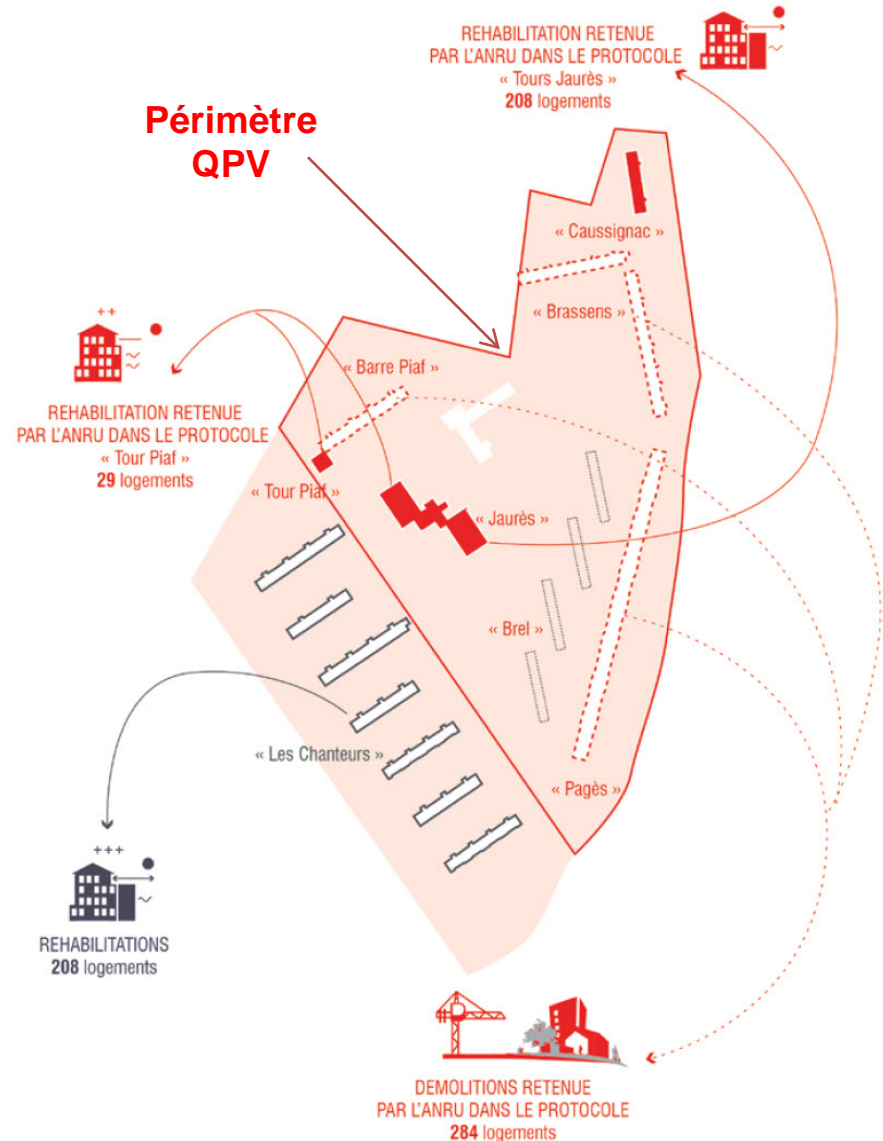 REHABILITATION RETENUE
PAR L'ANRU DANS LE PROTOCOLE
« Tours Jaurès »
208 logements
Périmètre
QPV
« Caussignac »
« Brassens »
++
« Barre Piaf »
REHABILITATION RETENUE
PAR L'ANRU DANS LE PROTOCOLE
« Tour Piaf »
29 logements
« Tour Piaf »
« Jaurès »
« Brel »
« Les Chanteurs »
« Pagès »
+++
REHABILITATIONS
208 logements
DEMOLITIONS RETENUE
PAR L'ANRU DANS LE PROTOCOLE
284 logements